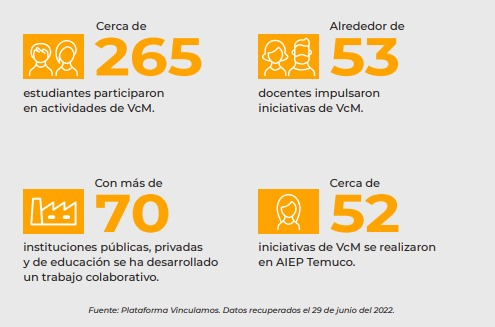 Cerca de
265
estudiantes participaron
en actividades de VcM.
Alrededor de
53
docentes impulsaron
iniciativas de VcM.
Con más de
70
instituciones públicas, privadas
y de educación se ha desarrollado
un trabajo colaborativo.
Cerca de
52
iniciativas de VcM se realizaron
en AIEP Temuco.
Fuente: Plataforma Vinculamos. Datos recuperados el 29 de junio del 2022.